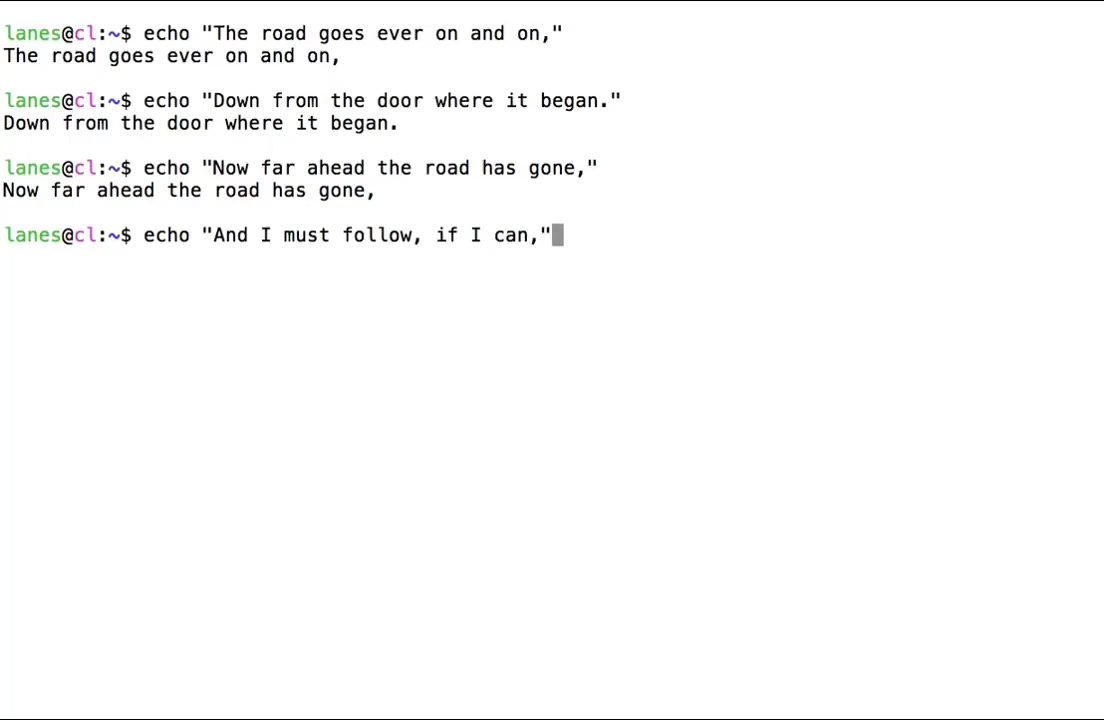 lanes@cl:~$ echo "The road goes ever on and on,"
The road goes ever on and on,
lanes@cl:~$ echo "Down from the door where it began."
Down from the door where it began.
lanes@cl:~$ echo "Now far ahead the road has gone,"
Now far ahead the road has gone,
lanes@cl:~$ echo "And I must follow, if I can,"